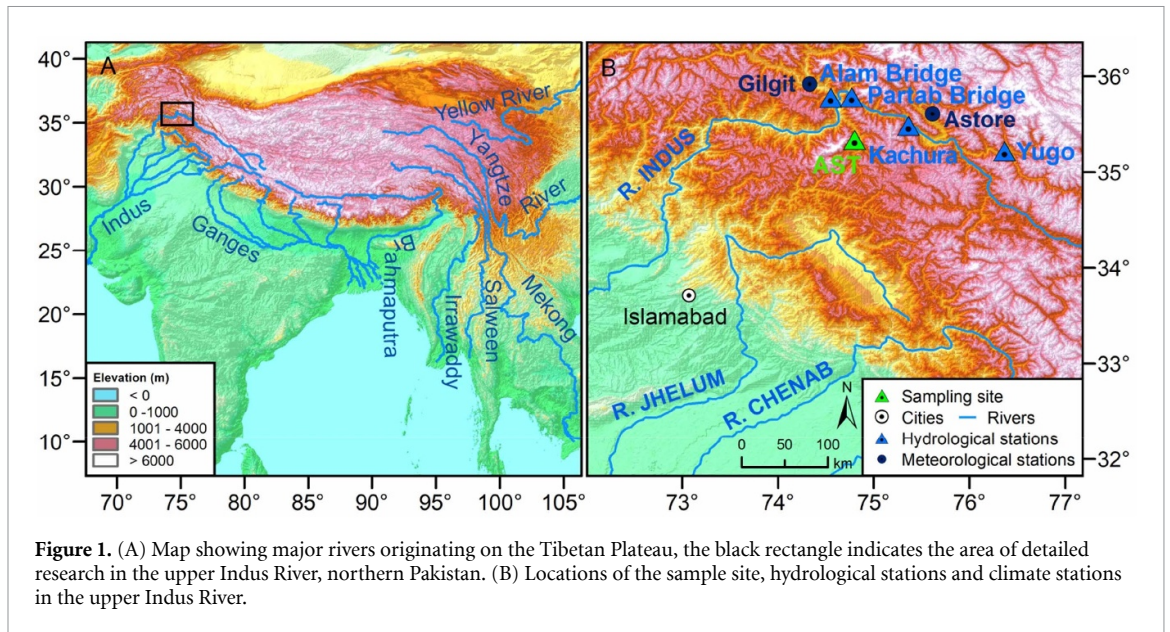 A
40°
35°
30°
25°
20°
15°
10°
Yellow River
Yangtze
River
Indus
Ganges
Brahmaputra
Irrawaddy
Salween
Mekong
Elevation (m)
< 0
0 -1000
1001 - 4000
4001 - 6000
> 6000
70° 75° 80° 85° 90° 95° 100° 105°
B
Gilgit
Alam Bridge
Partab Bridge
Astore
AST
Kachura
Yugo
R. INDUS
Islamabad
R. JHELUM
R. CHENAB
N
0 50 100
km
Sampling site
Cities Rivers
Hydrological stations
Meteorological stations
36°
35°
34°
33°
32°
73° 74° 75° 76° 77°
Figure 1. (A) Map showing major rivers originating on the Tibetan Plateau, the black rectangle indicates the area of detailed
research in the upper Indus River, northern Pakistan. (B) Locations of the sample site, hydrological stations and climate stations
in the upper Indus River.